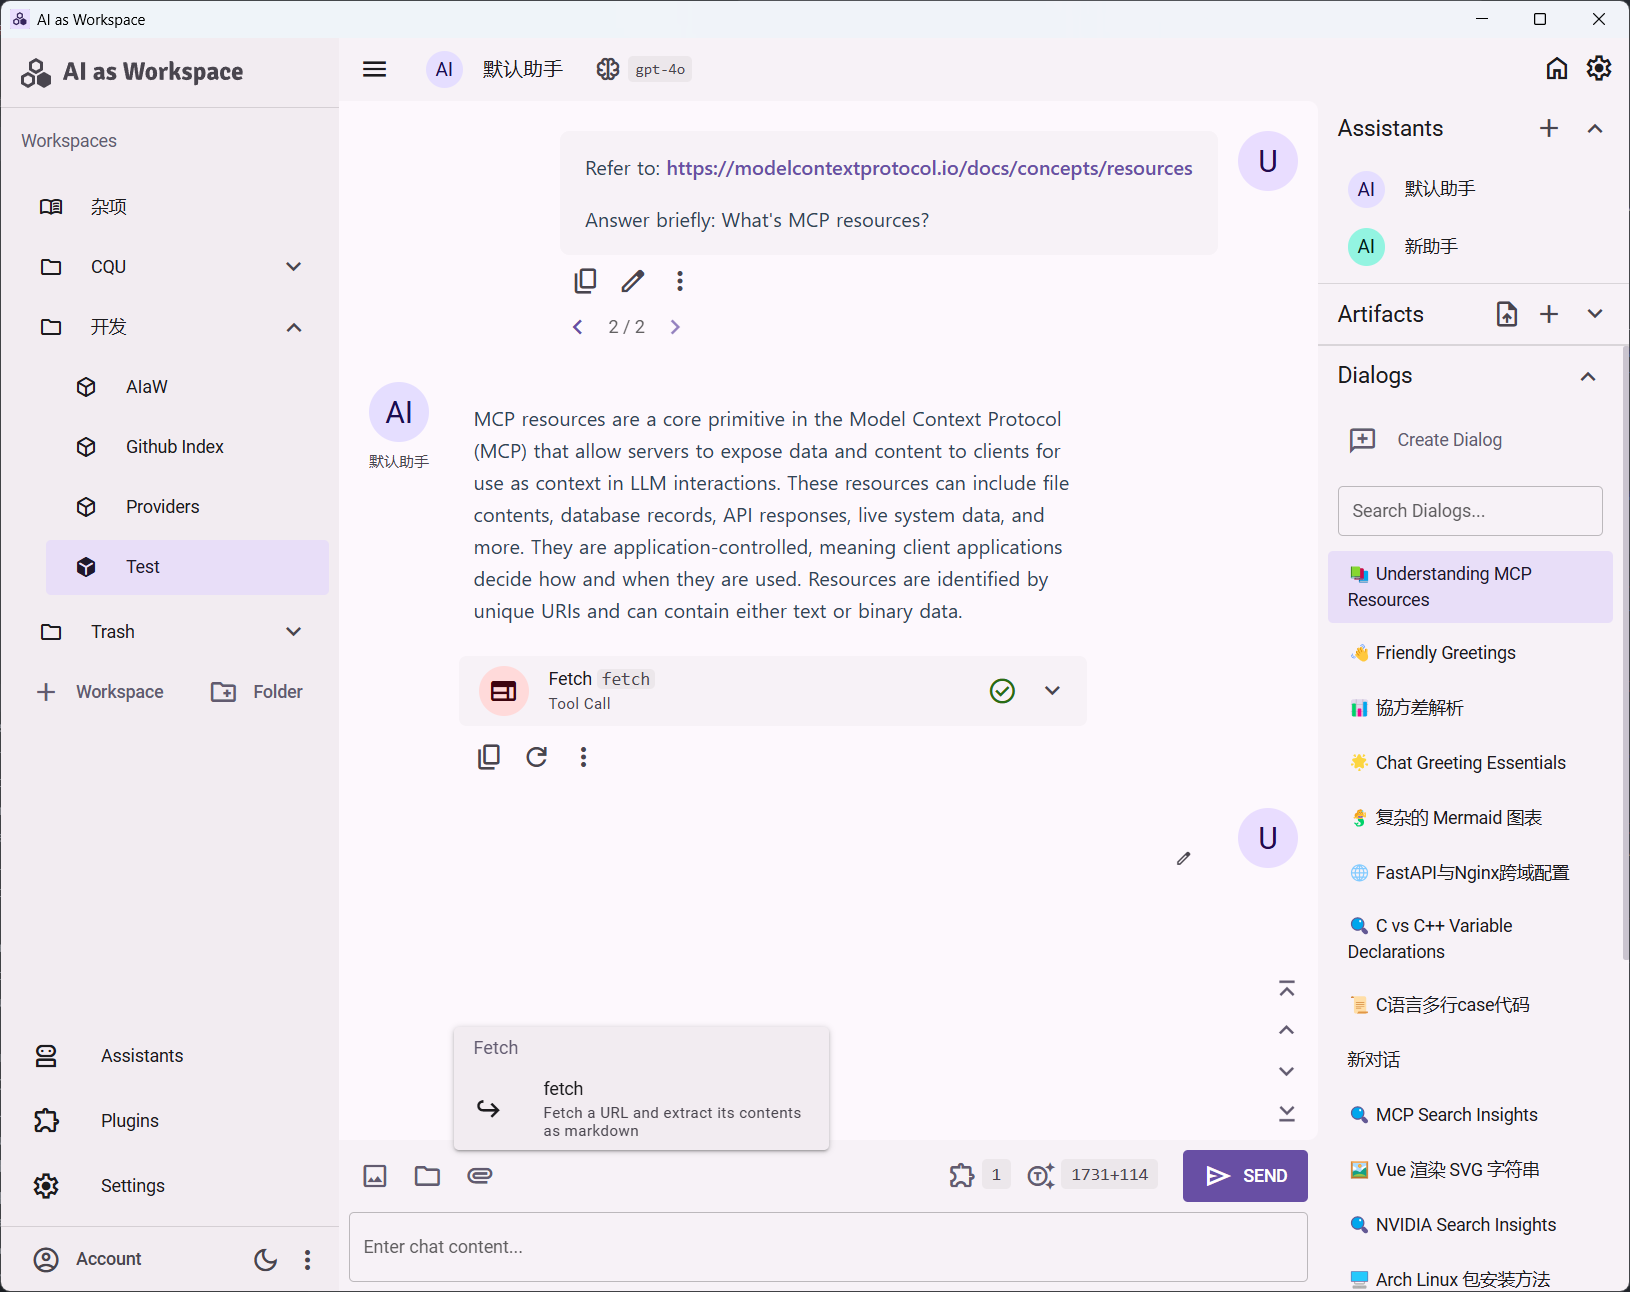 AI as Workspace
AI as Workspace
Workspaces
杂项
CQU
开发
AIaW
Github Index
Providers
Test
Trash
Workspace
Folder
Assistants
Plugins
Settings
Account
AI
默认助手
gpt-4o
Refer to: https://modelcontextprotocol.io/docs/concepts/resources
Answer briefly: What's MCP resources?
U
2 / 2
AI
默认助手
MCP resources are a core primitive in the Model Context Protocol
(MCP) that allow servers to expose data and content to clients for
use as context in LLM interactions. These resources can include file
contents, database records, API responses, live system data, and
more. They are application-controlled, meaning client applications
decide how and when they are used. Resources are identified by
unique URIs and can contain either text or binary data.
Fetch fetch
Tool Call
U
Fetch
fetch
Fetch a URL and extract its contents
as markdown
1
1731+114
SEND
Enter chat content...
Assistants
AI
默认助手
AI
新助手
Artifacts
Dialogs
Create Dialog
Search Dialogs...
Understanding MCP
Resources
Friendly Greetings
協方差解析
Chat Greeting Essentials
复杂的 Mermaid 图表
FastAPI与Nginx跨域配置
C vs C++ Variable
Declarations
C语言多行case代码
新对话
MCP Search Insights
Vue 渲染 SVG 字符串
NVIDIA Search Insights
Arch Linux 包安装方法